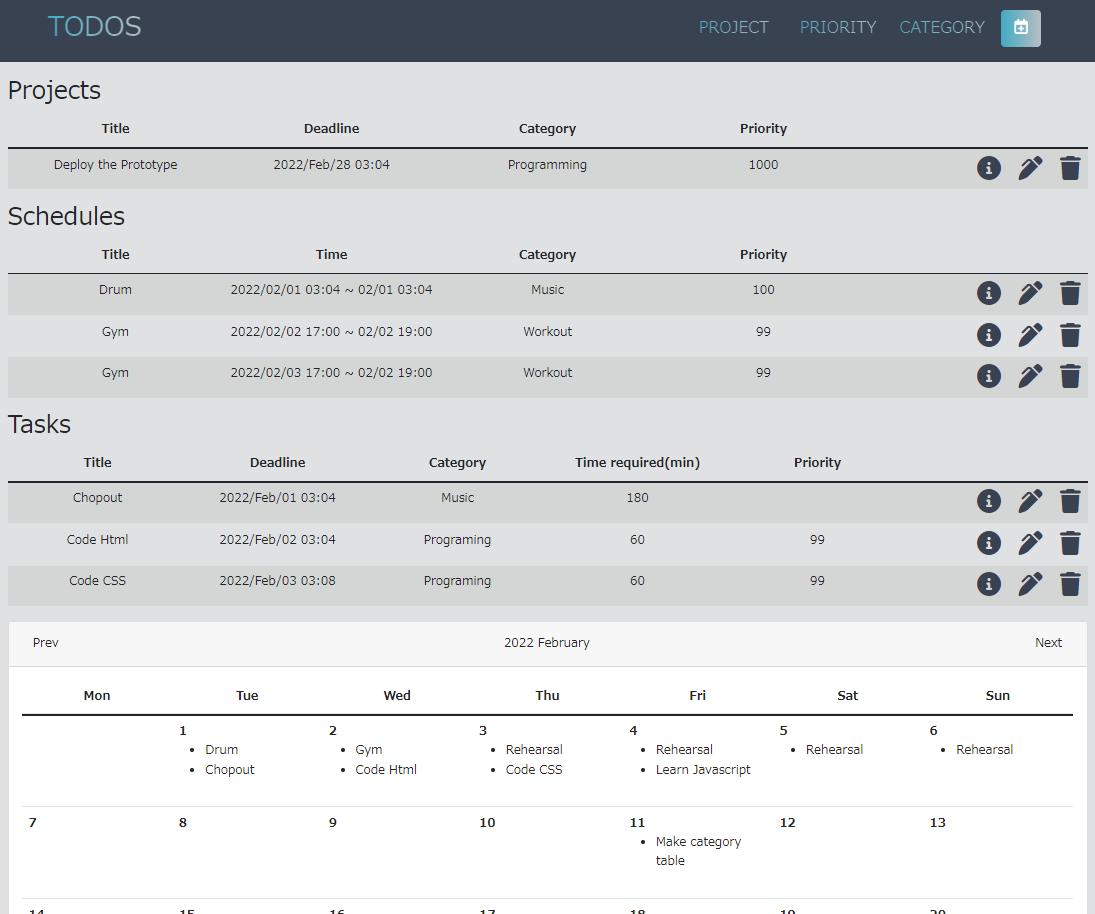 TODOS PROJECT PRIORITY CATEGORY
Projects
Title Deadline Category Priority
Deploy the Prototype 2022/Feb/28 03:04 Programming 1000
Schedules
Title Time Category Priority
Drum 2022/02/01 03:04 ~ 02/01 03:04 Music 100
Gym 2022/02/02 17:00 ~ 02/02 19:00 Workout 99
Gym 2022/02/03 17:00 ~ 02/02 19:00 Workout 99
Tasks
Title Deadline Category Time required(min) Priority
Chopout 2022/Feb/01 03:04 Music 180
Code Html 2022/Feb/02 03:04 Programing 60 99
Code CSS 2022/Feb/03 03:08 Programing 60 99
Prev 2022 February Next
Mon Tue Wed Thu Fri Sat Sun
1 2 3 4 5 6
• Drum • Gym • Rehearsal • Rehearsal • Rehearsal • Rehearsal
• Chopout • Code Html • Code CSS • Learn Javascript
7 8 9 10 11 12 13
• Make category
table
14 15 16 17 18 19 20